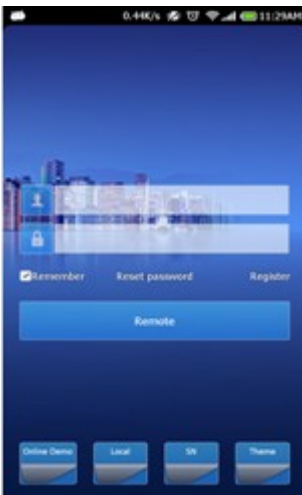 0.44K/s 11:29AM
Remember Reset password Register
Remote
Online Demo Local SN Theme